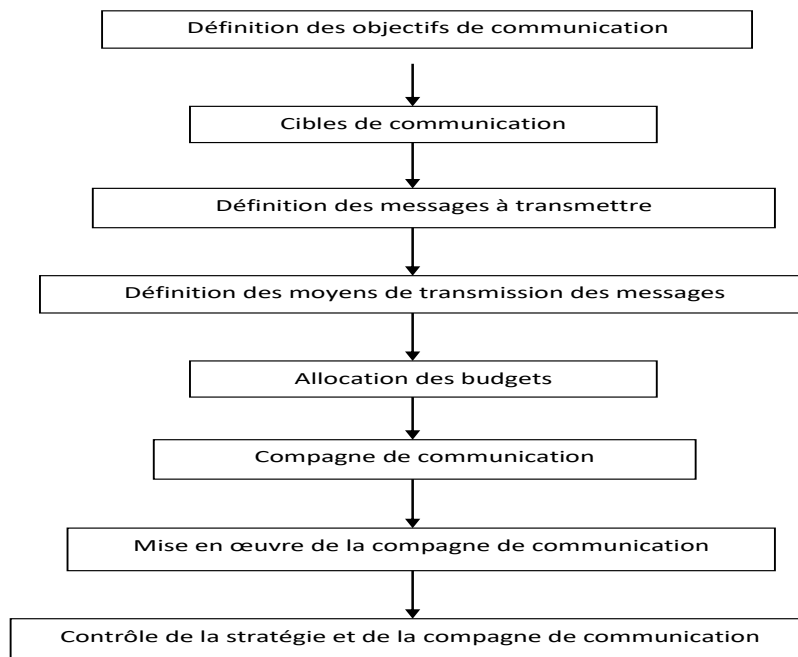 Définition des objectifs de communication
Cibles de communication
Définition des messages à transmettre
Définition des moyens de transmission des messages
Allocation des budgets
Compagne de communication
Mise en œuvre de la compagne de communication
Contrôle de la stratégie et de la compagne de communication